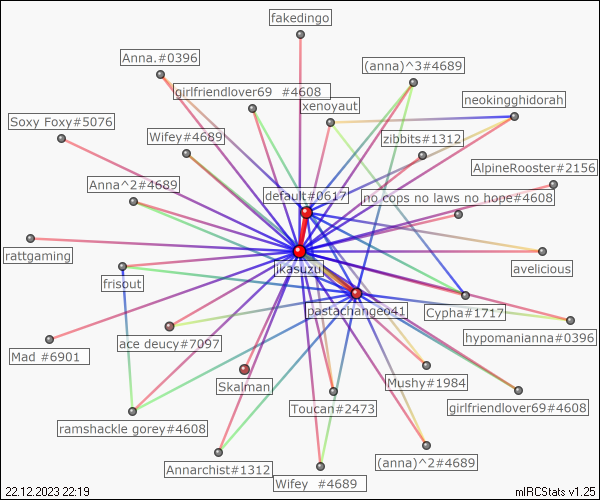 fakedingo
Anna.#0396
(anna)^3#4689
girlfriendlover69 #4608
xenoyaut
neokingghidorah
Soxy Foxy#5076
Wifey#4689
zibbits#1312
AlpineRooster#2156
Anna^2#4689
default#0617
no cops no laws no hope#4608
rattgaming
ikasuzu
avelicious
frisout
pastachangeo41
Cypha#1717
hypomanianna#0396
ace deucy#7097
Mad #6901
Skalman
Mushy#1984
Toucan#2473
girlfriendlover69#4608
ramshackle gorey#4608
Annarchist#1312
Wifey #4689
(anna)^2#4689
22.12.2023 22:19
mIRCStats v1.25